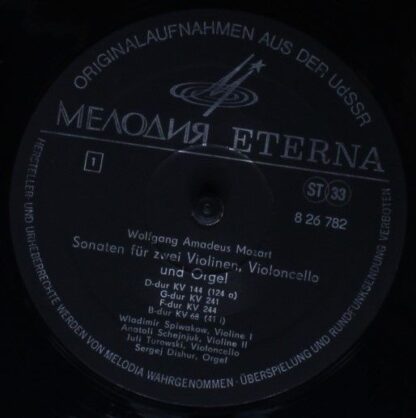 ORIGINALAUFNAHMEN AUS DER UdSSR
МЕЛОДИЯ ETERNA
1
ST 33
8 26 782
Wolfgang Amadeus Mozart
Sonaten für zwei Violinen, Violoncello
und Orgel
D-dur KV 144 (124 a)
G-dur KV 241
F-dur KV 244
B-dur KV 68 (41 i)
Wladimir Spiwakow, Violine I
Anatoli Schejnjuk, Violine II
Juli Turowski, Violoncello
Sergej Dishur, Orgel
HERSTELLER UND URHEBERRECHTE WERDEN VON MELODIA WAHRGENOMMEN · ÜBERSPIELUNG UND RUNDFUNKSENDUNG VERBOTEN